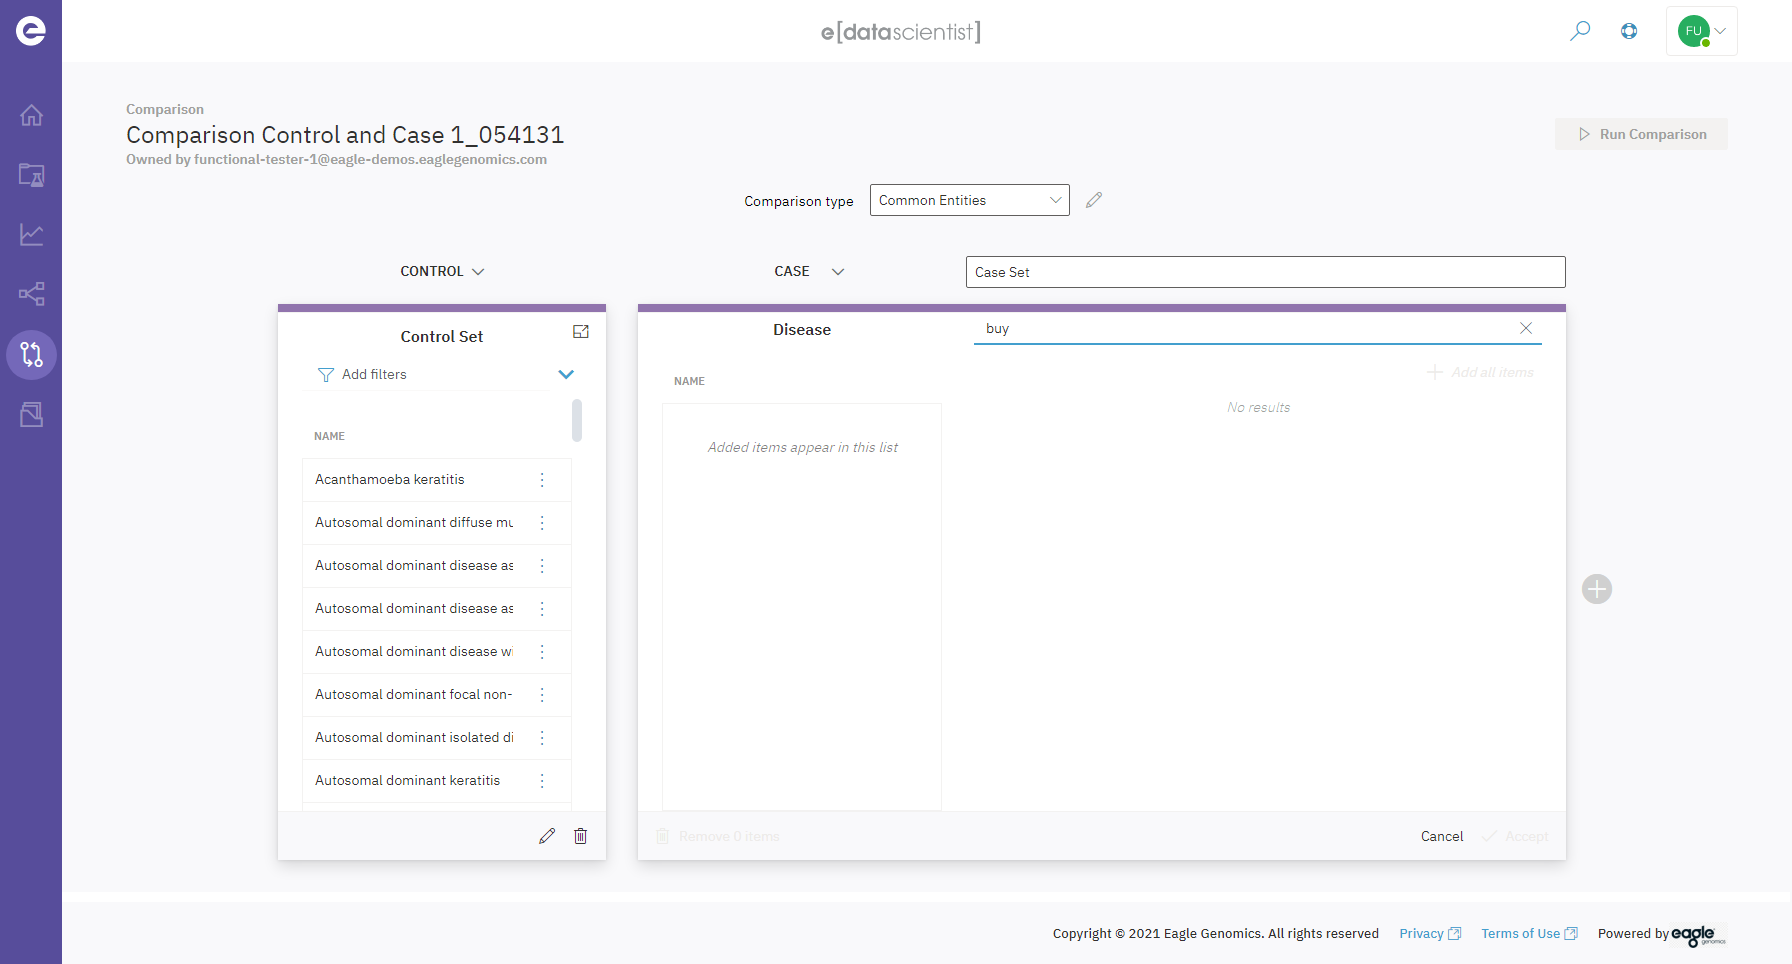 e[datascientist]
FU
Comparison
Comparison Control and Case 1_054131
Owned by functional-tester-1@eagle-demos.eaglegenomics.com
Run Comparison
Comparison type
Common Entities
CONTROL
CASE
Case Set
Control Set
Add filters
NAME
Acanthamoeba keratitis
Autosomal dominant diffuse mu
Autosomal dominant disease as
Autosomal dominant disease as
Autosomal dominant disease wi
Autosomal dominant focal non-
Autosomal dominant isolated di
Autosomal dominant keratitis
Disease
buy
NAME
Add all items
Added items appear in this list
No results
Remove 0 items
Cancel
Accept
Copyright © 2021 Eagle Genomics. All rights reserved
Privacy
Terms of Use
Powered by eagle genomics